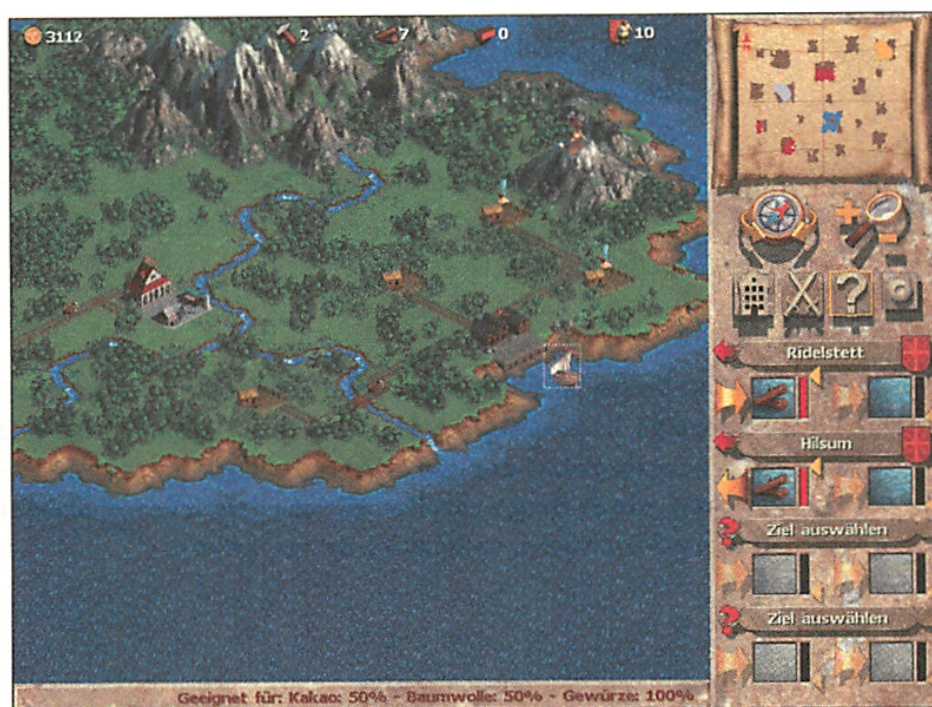 3112 2 7 0 10
Ridelstett
Hilsum
Ziel auswählen
Ziel auswählen
Geeignet für: Kakao: 50% - Baumwolle: 50% - Gewürze: 100%